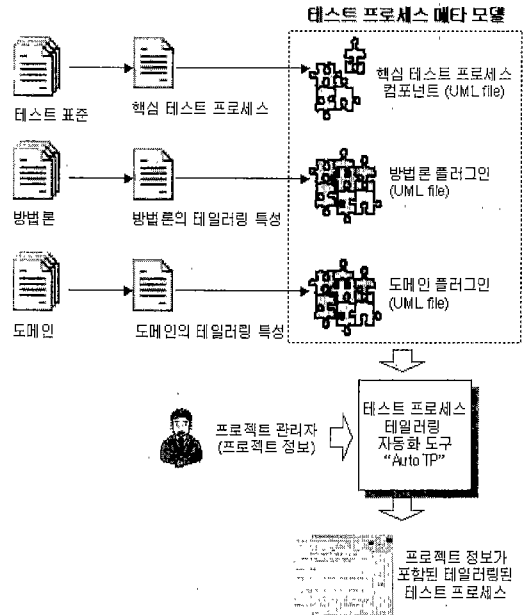 테스트 프로세스 메타 모델
테스트 표준
핵심 테스트 프로세스
핵심 테스트 프로세스
컴포넌트 (UML file)
방법론
방법론의 테일러링 특성
방법론 플러그인
(UML file)
도메인
도메인의 테일러링 특성
도메인 플러그인
(UML file)
프로젝트 관리자
(프로젝트 정보)
테스트 프로세스
테일러링
자동화 도구
“Auto TP”
프로젝트 정보가
포함된 테일러링된
테스트 프로세스